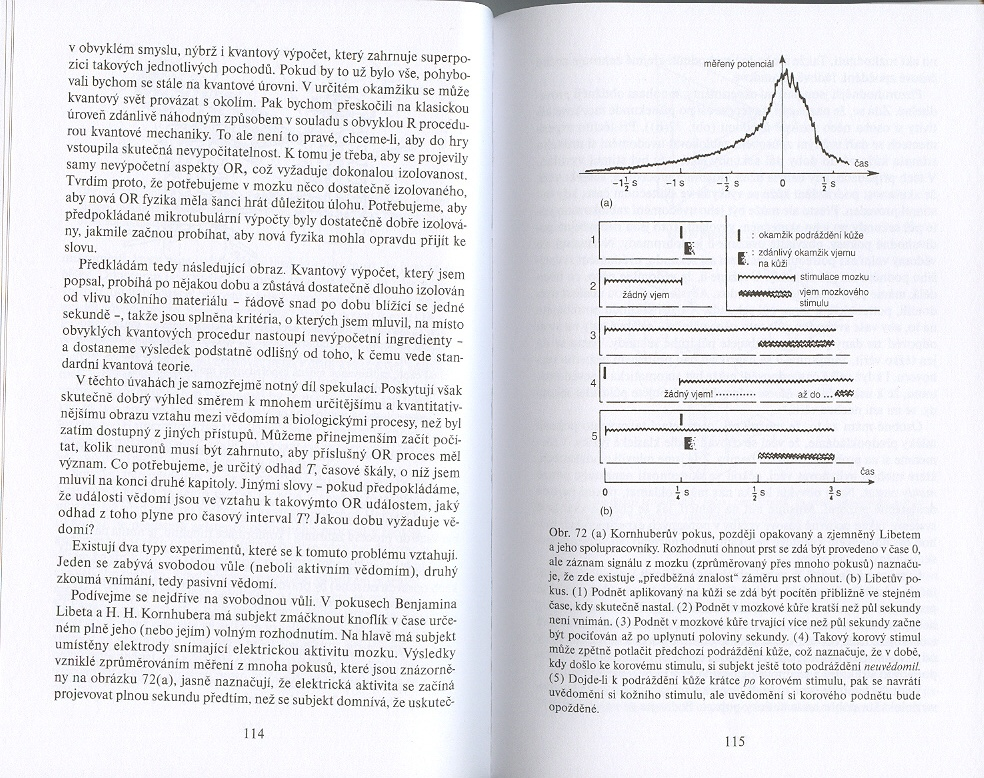 v obvyklém smyslu, nýbrž i kvantový výpočet, který zahrnuje superpo-
zici takových jednotlivých pochodů. Pokud by to už bylo vše, pohybo-
vali bychom se stále na kvantové úrovni. V určitém okamžiku se může
kvantový svět provázat s okolím. Pak bychom přeskočili na klasickou
úroveň zdánlivě náhodným způsobem v souladu s obvyklou R procedu-
rou kvantové mechaniky. To ale není to pravé, chceme-li, aby do hry
vstoupila skutečná nevypočitatelnost. K tomu je třeba, aby se projevily
samy nevýpočetní aspekty OR, což vyžaduje dokonalou izolovanost.
Tvrdím proto, že potřebujeme v mozku něco dostatečně izolovaného,
aby nová OR fyzika měla šanci hrát důležitou úlohu. Potřebujeme, aby
předpokládané mikrotubulární výpočty byly dostatečně dobře izolová-
ny, jakmile začnou probíhat, aby nová fyzika mohla opravdu přijít ke
slovu.
Předkládám tedy následující obraz. Kvantový výpočet, který jsem
popsal, probíhá po nějakou dobu a zůstává dostatečně dlouho izolován
od vlivu okolního materiálu – řádově snad po dobu blížící se jedné
sekundě –, takže jsou splněna kritéria, o kterých jsem mluvil, na místo
obvyklých kvantových procedur nastoupí nevýpočetní ingredienty –
a dostaneme výsledek podstatně odlišný od toho, k čemu vede stan-
dardní kvantová teorie.
V těchto úvahách je samozřejmě notný díl spekulací. Poskytují však
skutečně dobrý výhled směrem k mnohem určitějšímu a kvantitativ-
nějšímu obrazu vztahu mezi vědomím a biologickými procesy, než byl
zatím dostupný z jiných přístupů. Můžeme přinejmenším začít počí-
tat, kolik neuronů musí být zahrnuto, aby příslušný OR proces měl
význam. Co potřebujeme, je určitý odhad T, časové škály, o níž jsem
mluvil na konci druhé kapitoly. Jinými slovy – pokud předpokládáme,
že události vědomí jsou ve vztahu k takovýmto OR událostem, jaký
odhad z toho plyne pro časový interval T? Jakou dobu vyžaduje vě-
domí?
Existují dva typy experimentů, které se k tomuto problému vztahují.
Jeden se zabývá svobodou vůle (neboli aktivním vědomím), druhý
zkoumá vnímání, tedy pasivní vědomí.
Podívejme se nejdříve na svobodnou vůli. V pokusech Benjamina
Libeta a H. H. Kornhubera má subjekt zmáčknout knoflík v čase urče-
ném plně jeho (nebo jejím) volným rozhodnutím. Na hlavě má subjekt
umístěny elektrody snímající elektrickou aktivitu mozku. Výsledky
vzniklé zprůměrováním měření z mnoha pokusů, které jsou znázorně-
ny na obrázku 72(a), jasně naznačují, že elektrická aktivita se začíná
projevovat plnou sekundu předtím, než se subjekt domnívá, že uskuteč-
114
měřený potenciál
čas
–1½ s –1 s –½ s 0 ½ s
(a)
1
: okamžik podráždění kůže
: zdánlivý okamžik vjemu
na kůži
2
žádný vjem
stimulace mozku
vjem mozkového
stimulu
3
4
žádný vjem! ............ až do ...
5
čas
0 ¼ s ½ s ¾ s
(b)
Obr. 72 (a) Kornhuberův pokus, později opakovaný a zjemněný Libetem
a jeho spolupracovníky. Rozhodnutí ohnout prst se zdá být provedeno v čase 0,
ale záznam signálu z mozku (zprůměrovaný přes mnoho pokusů) naznaču-
je, že zde existuje „předběžná znalost“ záměru prst ohnout. (b) Libetův po-
kus. (1) Podnět aplikovaný na kůži se zdá být pocítěn přibližně ve stejném
čase, kdy skutečně nastal. (2) Podnět v mozkové kůře kratší než půl sekundy
není vnímán. (3) Podnět v mozkové kůře trvající více než půl sekundy začne
být pociťován až po uplynutí poloviny sekundy. (4) Takový korový stimul
může zpětně potlačit předchozí podráždění kůže, což naznačuje, že v době,
kdy došlo ke korovému stimulu, si subjekt ještě toto podráždění neuvědomil.
(5) Dojde-li k podráždění kůže krátce po korovém stimulu, pak se navrátí
uvědomění si kožního stimulu, ale uvědomění si korového podnětu bude
opožděné.
115